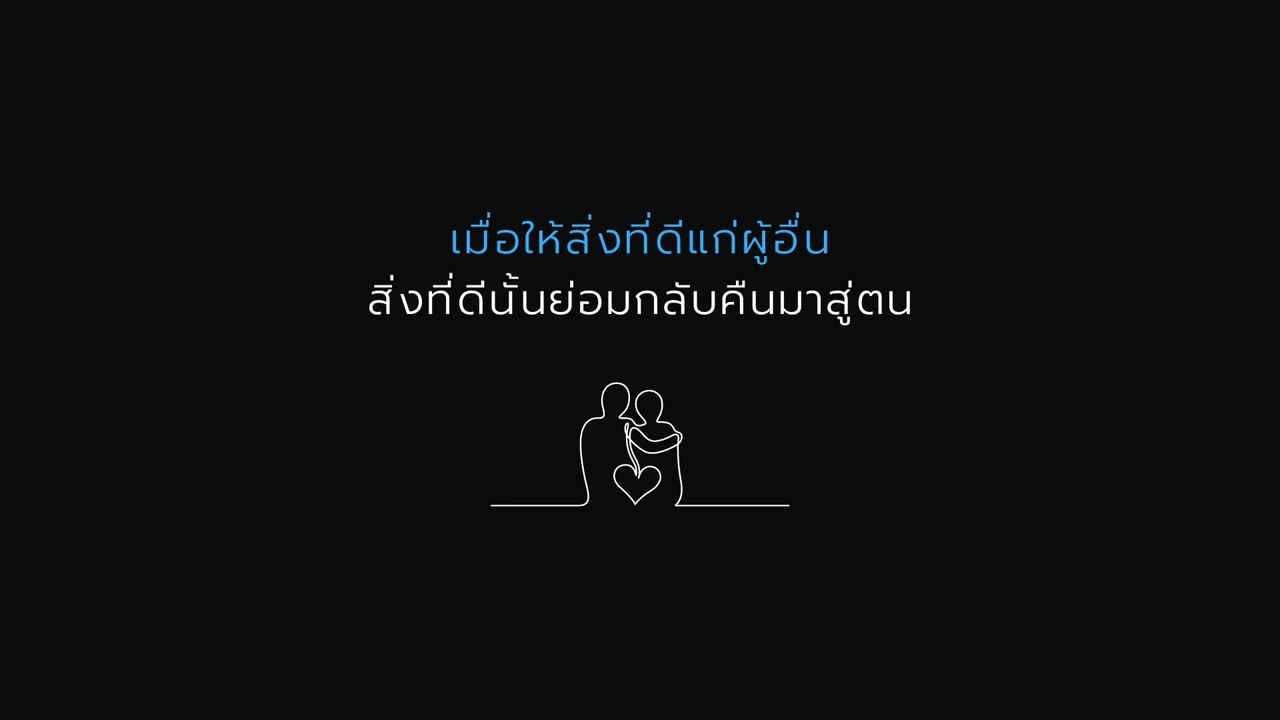 เมื่อให้สิ่งที่ดีแก่ผู้อื่น
สิ่งที่ดีนั้นย่อมกลับคืนมาสู่ตน